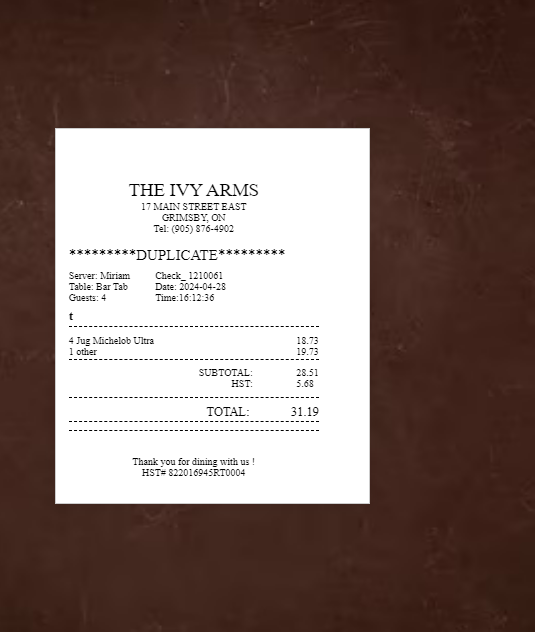 THE IVY ARMS
17 MAIN STREET EAST
GRIMSBY, ON
Tel: (905) 876-4902
*********DUPLICATE*********
Server: Miriam Check_ 1210061
Table: Bar Tab Date: 2024-04-28
Guests: 4 Time:16:12:36
t
4 Jug Michelob Ultra 18.73
1 other 19.73
SUBTOTAL: 28.51
HST: 5.68
TOTAL: 31.19
Thank you for dining with us !
HST# 822016945RT0004